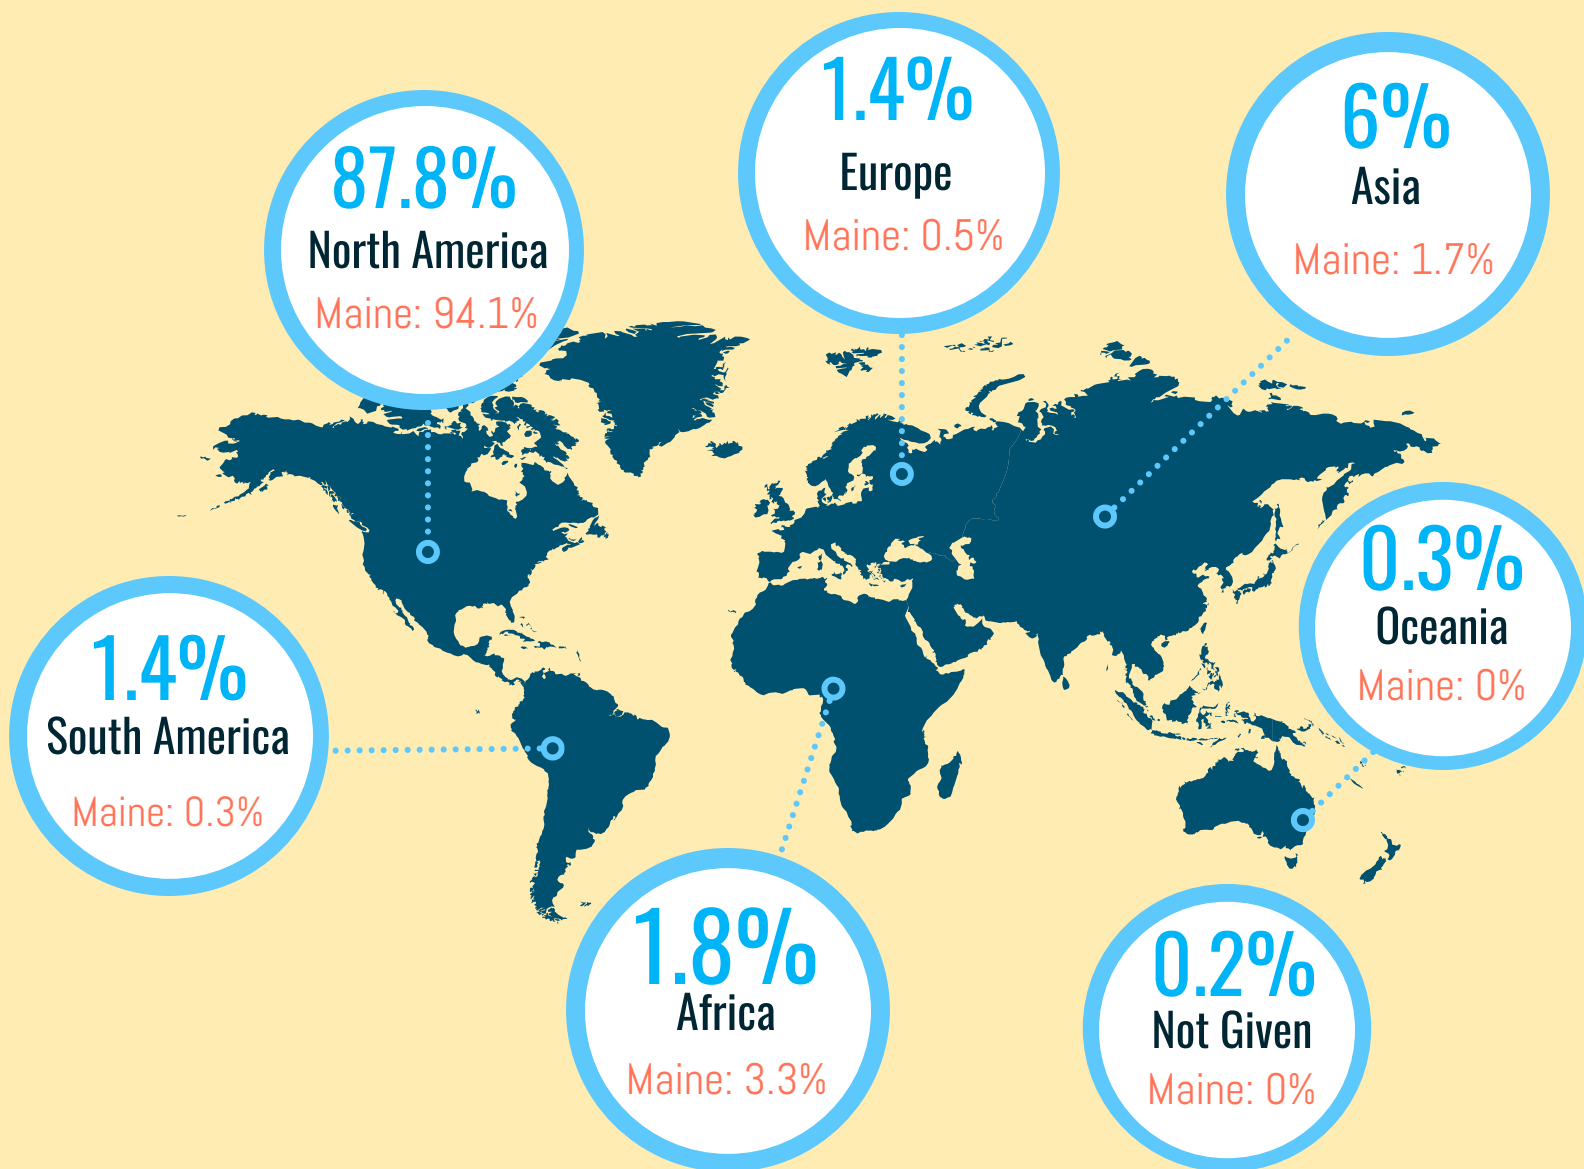 87.8%
North America
Maine: 94.1%
1.4%
Europe
Maine: 0.5%
6%
Asia
Maine: 1.7%
1.4%
South America
Maine: 0.3%
0.3%
Oceania
Maine: 0%
1.8%
Africa
Maine: 3.3%
0.2%
Not Given
Maine: 0%